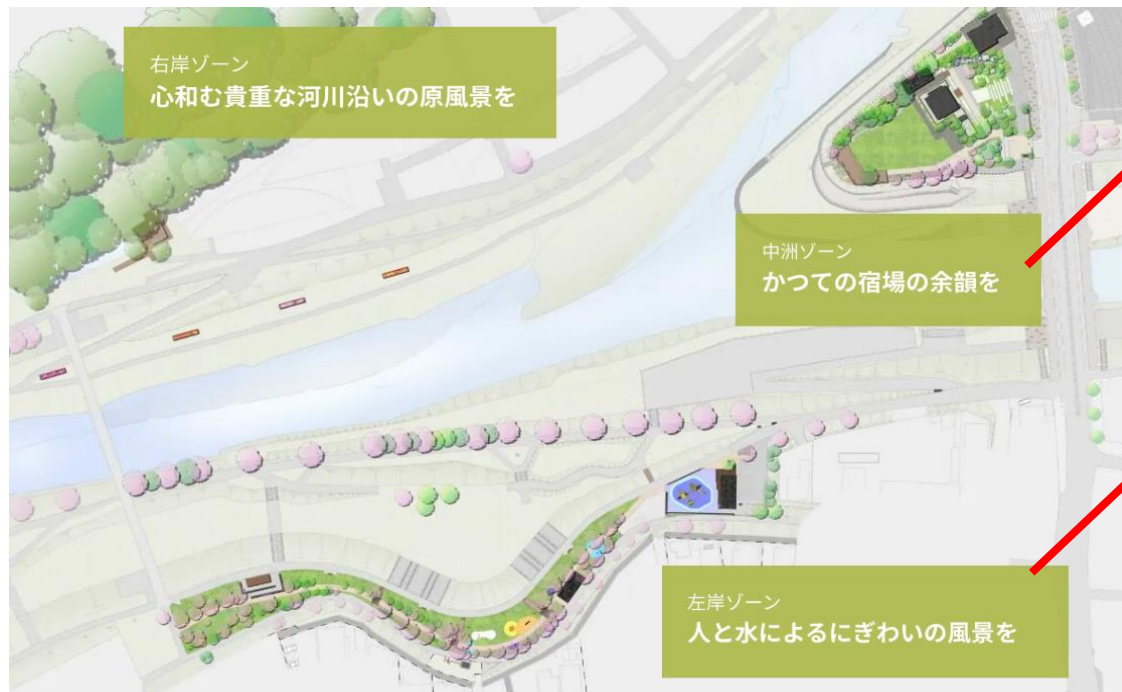 右岸ゾーン
心和む貴重な河川沿いの原風景を
中洲ゾーン
かつての宿場の余韻を
左岸ゾーン
人と水によるにぎわいの風景を